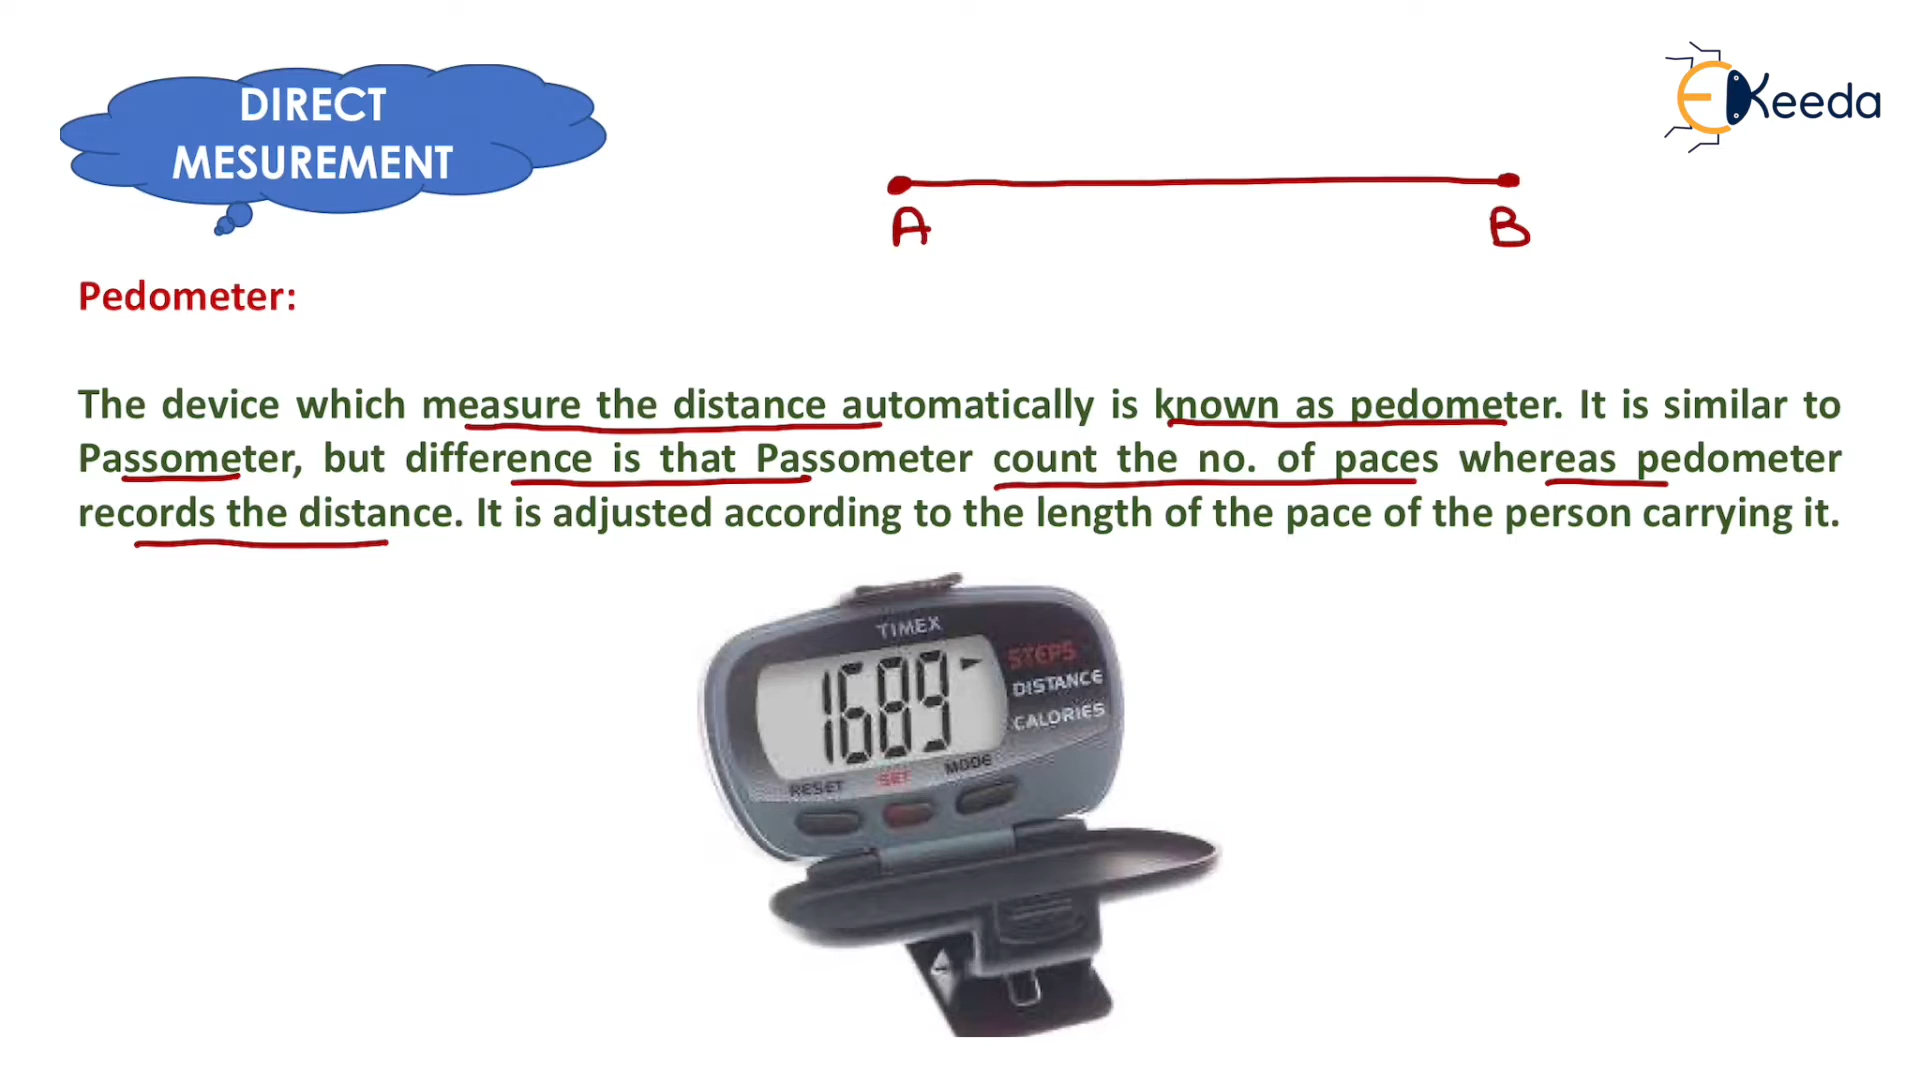 DIRECT
MESUREMENT
EKeeda
A B
Pedometer:
The device which measure the distance automatically is known as pedometer. It is similar to
Passometer, but difference is that Passometer count the no. of paces whereas pedometer
records the distance. It is adjusted according to the length of the pace of the person carrying it.
TIMEX
1689
STEPS
DISTANCE
CALORIES
RESET SET MODE